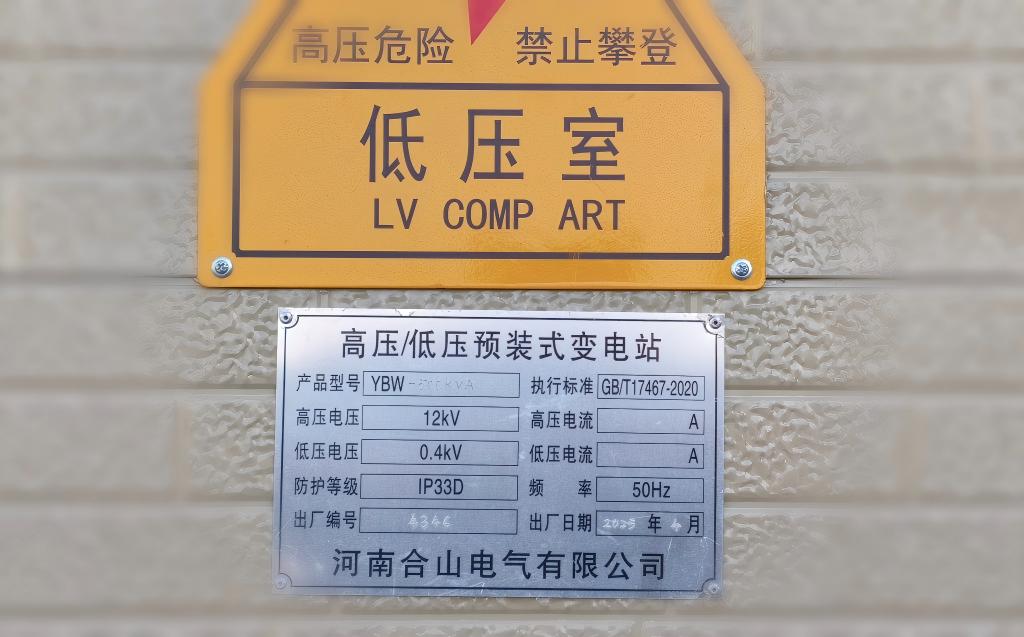 高压危险 禁止攀登
低压室
LV COMP ART
高压/低压预装式变电站
产品型号 YBW 执行标准 GB/T17467-2020
高压电压 12kV 高压电流 A
低压电压 0.4kV 低压电流 A
防护等级 IP33D 频 率 50Hz
出厂编号 出厂日期 2025 年 4 月
河南合山电气有限公司